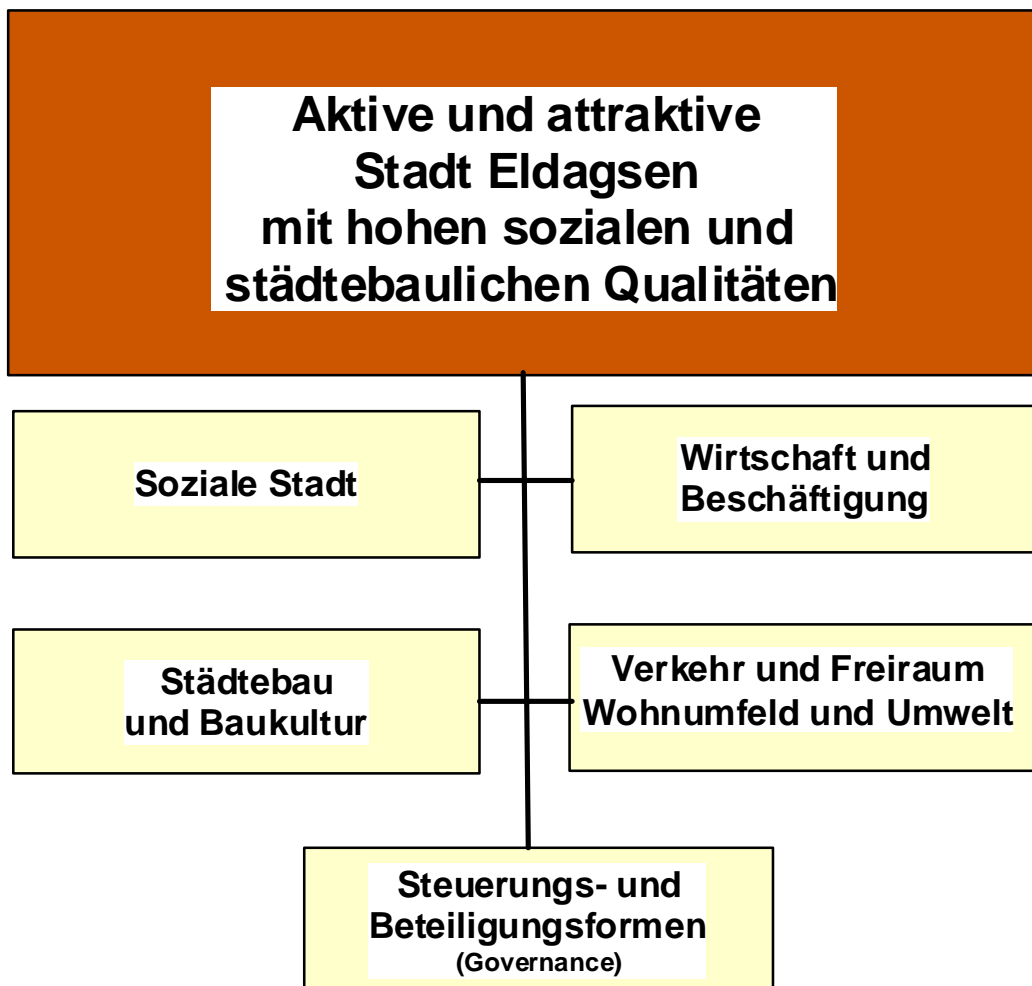 Aktive und attraktive
Stadt Eldagsen
mit hohen sozialen und
städtebaulichen Qualitäten
Soziale Stadt
Wirtschaft und
Beschäftigung
Städtebau
und Baukultur
Verkehr und Freiraum
Wohnumfeld und Umwelt
Steuerungs- und
Beteiligungsformen
(Governance)